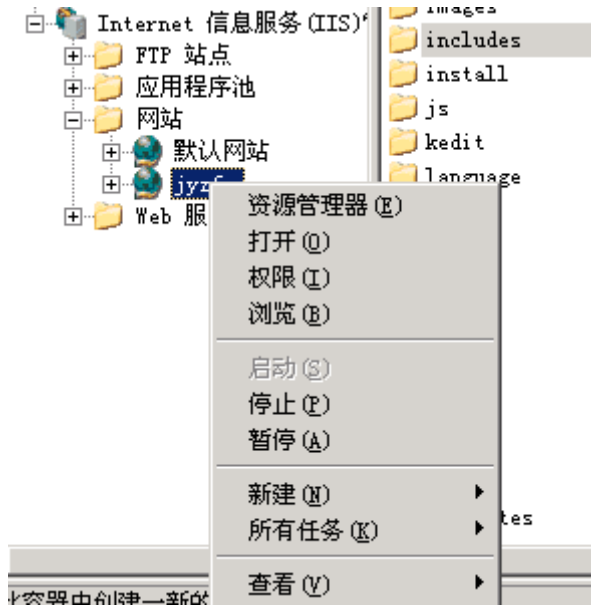 Internet 信息服务(IIS)
FTP 站点
应用程序池
网站
默认网站
Web 服
images
includes
install
js
kedit
language
资源管理器(E)
打开(O)
权限(I)
浏览(B)
启动(S)
停止(P)
暂停(A)
新建(N)
所有任务(K)
查看(V)
tes
容器中创建一新的